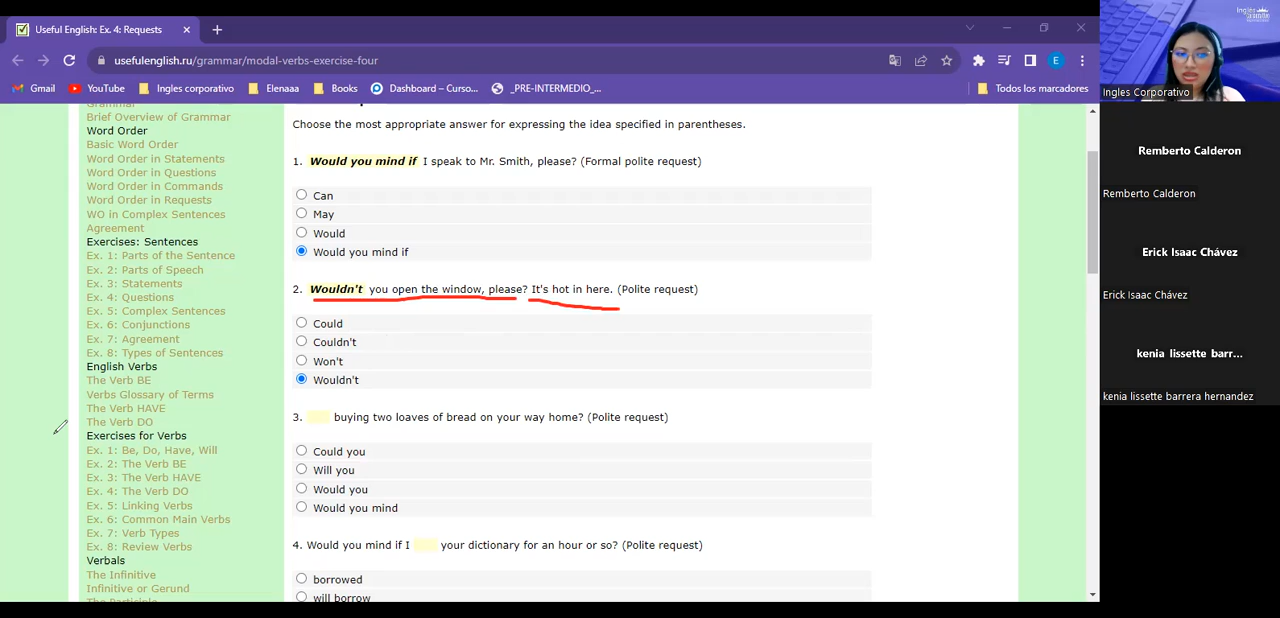 Useful English: Ex. 4: Requests
usefulenglish.ru/grammar/modal-verbs-exercise-four
E
Gmail
YouTube
Ingles corporativo
Elenaaa
Books
Dashboard – Curso...
_PRE-INTERMEDIO_...
Todos los marcadores
Grammar
Brief Overview of Grammar
Word Order
Basic Word Order
Word Order in Statements
Word Order in Questions
Word Order in Commands
Word Order in Requests
WO in Complex Sentences
Agreement
Exercises: Sentences
Ex. 1: Parts of the Sentence
Ex. 2: Parts of Speech
Ex. 3: Statements
Ex. 4: Questions
Ex. 5: Complex Sentences
Ex. 6: Conjunctions
Ex. 7: Agreement
Ex. 8: Types of Sentences
English Verbs
The Verb BE
Verbs Glossary of Terms
The Verb HAVE
The Verb DO
Exercises for Verbs
Ex. 1: Be, Do, Have, Will
Ex. 2: The Verb BE
Ex. 3: The Verb HAVE
Ex. 4: The Verb DO
Ex. 5: Linking Verbs
Ex. 6: Common Main Verbs
Ex. 7: Verb Types
Ex. 8: Review Verbs
Verbals
The Infinitive
Infinitive or Gerund
The Participle
Choose the most appropriate answer for expressing the idea specified in parentheses.
1. Would you mind if I speak to Mr. Smith, please? (Formal polite request)
Can
May
Would
Would you mind if
2. Wouldn't you open the window, please? It's hot in here. (Polite request)
Could
Couldn't
Won't
Wouldn't
3. buying two loaves of bread on your way home? (Polite request)
Could you
Will you
Would you
Would you mind
4. Would you mind if I your dictionary for an hour or so? (Polite request)
borrowed
will borrow
Ingles Corporativo
Remberto Calderon
Remberto Calderon
Erick Isaac Chávez
Erick Isaac Chávez
kenia lissette barr...
kenia lissette barrera hernandez